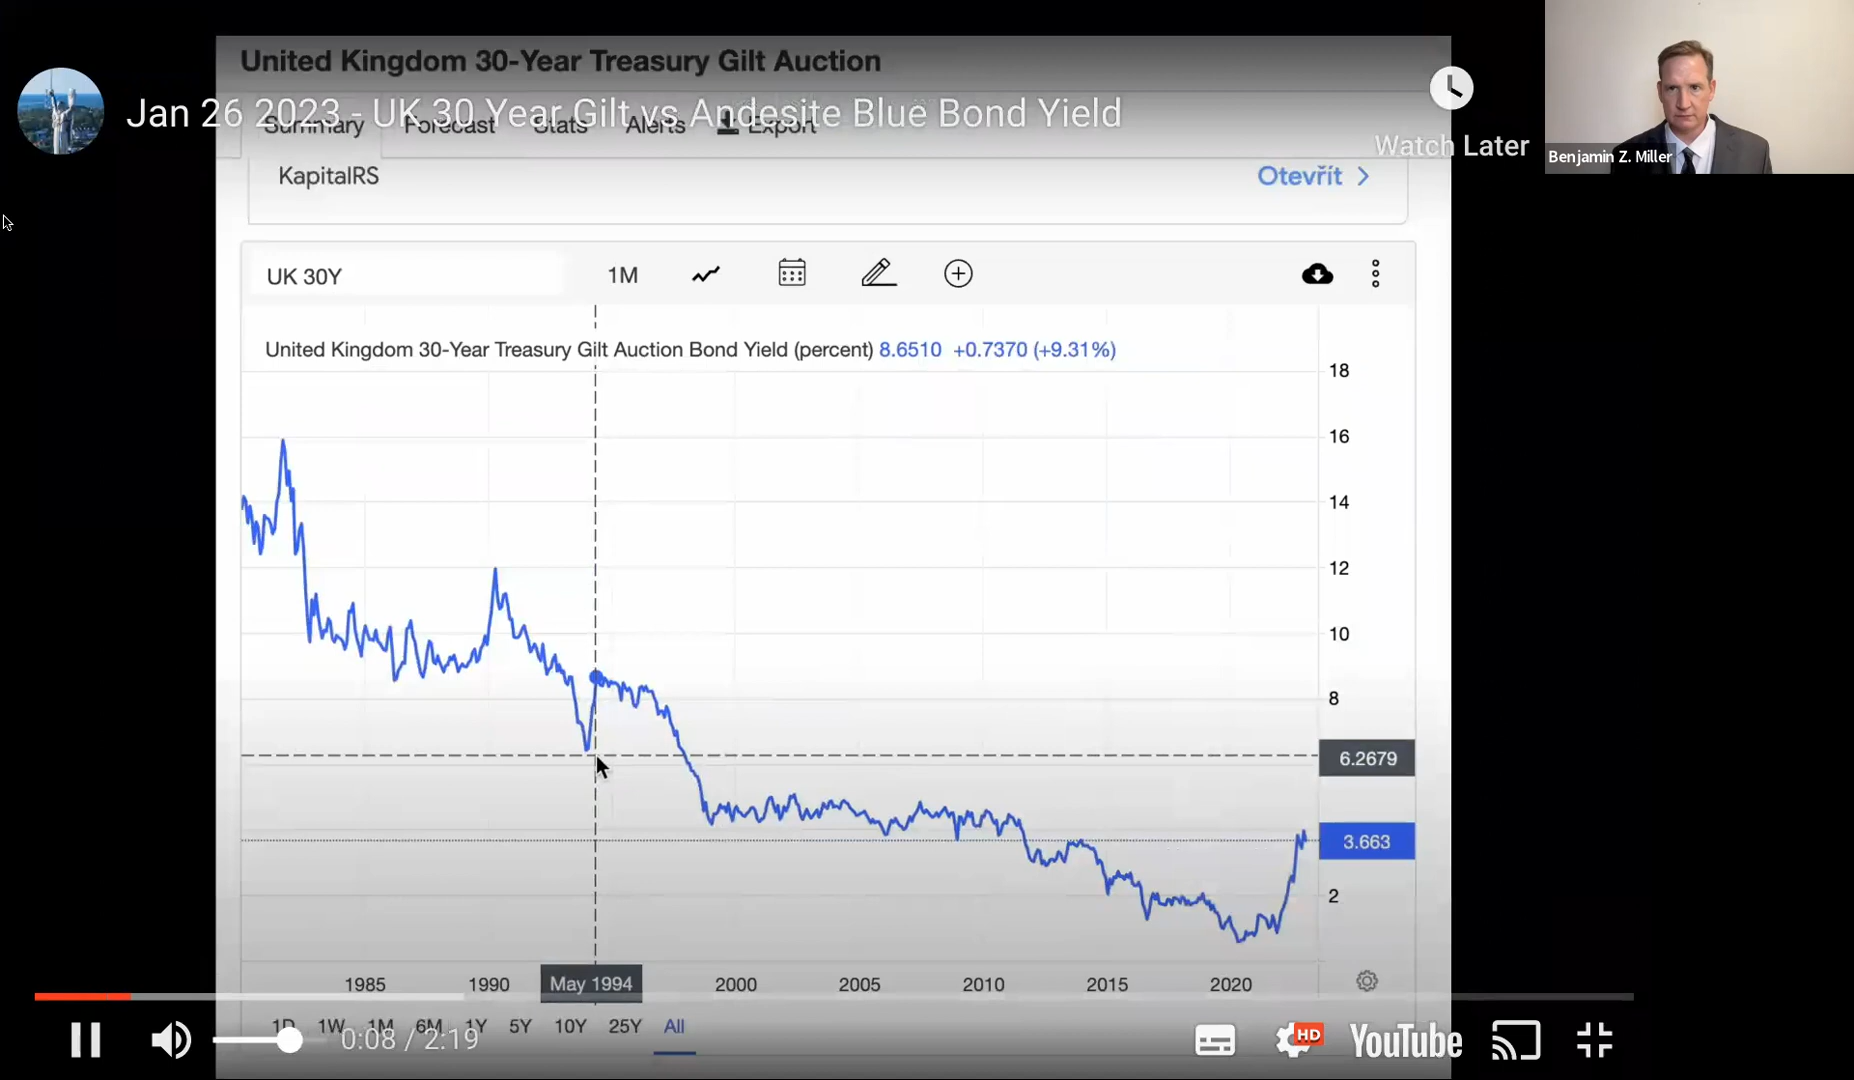 United Kingdom 30-Year Treasury Gilt Auction
Jan 26 2023 - UK 30 Year Gilt vs Andesite Blue Bond Yield
Summary Forecast Stats Alerts Export
Watch Later
Benjamin Z. Miller
KapitalRS
Otevřít
UK 30Y
1M
United Kingdom 30-Year Treasury Gilt Auction Bond Yield (percent) 8.6510 +0.7370 (+9.31%)
18
16
14
12
10
8
6.2679
3.663
2
1985 1990 May 1994 2000 2005 2010 2015 2020
1D 1W 1M 6M 1Y 5Y 10Y 25Y All
0:08 / 2:19
HD
YouTube